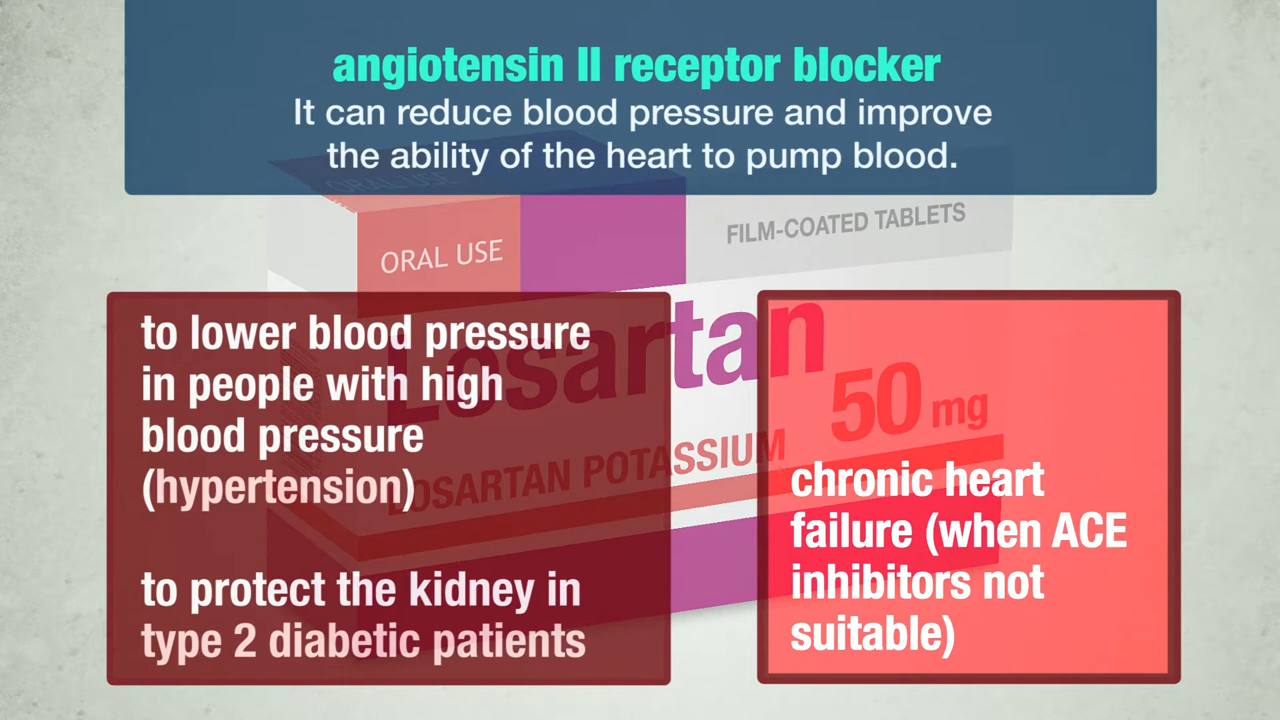 angiotensin II receptor blocker
It can reduce blood pressure and improve
the ability of the heart to pump blood.
ORAL USE
ORAL USE
FILM-COATED TABLETS
Losartan
50 mg
LOSARTAN POTASSIUM
to lower blood pressure
in people with high
blood pressure
(hypertension)
to protect the kidney in
type 2 diabetic patients
chronic heart
failure (when ACE
inhibitors not
suitable)